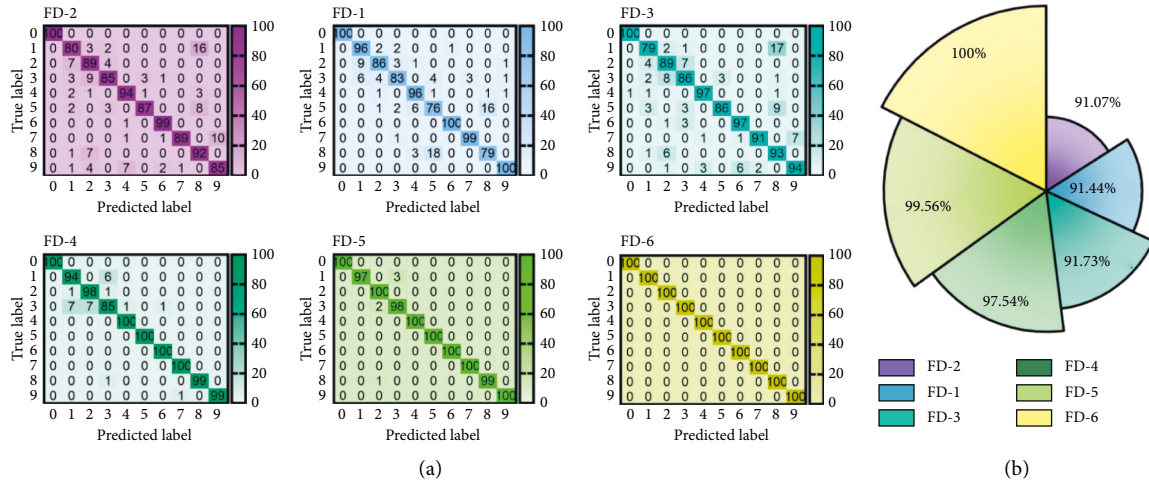 FD-2
0 100 0 0 0 0 0 0 0 0 0
1 0 80 3 2 0 0 0 0 16 0
2 0 7 89 4 0 0 0 0 0 0
3 0 3 9 85 0 3 1 0 0 0
4 0 2 1 0 94 1 0 0 3 0
5 0 2 0 3 0 87 0 0 8 0
6 0 0 0 0 1 0 99 0 0 0
7 0 0 0 0 0 0 1 89 0 10
8 0 2 7 0 0 0 0 0 92 0
9 0 1 4 0 7 0 2 1 0 85
0 1 2 3 4 5 6 7 8 9
True label
Predicted label
100
80
60
40
20
0
FD-1
0 100 0 0 0 0 0 0 0 0 0
1 0 96 2 2 0 0 1 0 0 0
2 0 9 86 3 0 0 0 0 0 1
3 0 6 4 83 0 4 0 3 0 1
4 0 0 0 1 96 2 0 0 0 0
5 0 2 0 1 5 76 0 0 16 0
6 0 0 0 0 0 0 100 0 0 0
7 0 0 0 1 0 0 0 99 0 0
8 0 0 0 0 3 18 0 0 79 0
9 0 0 0 0 0 0 0 0 0 100
0 1 2 3 4 5 6 7 8 9
True label
Predicted label
100
80
60
40
20
0
FD-3
0 100 0 0 0 0 0 0 0 0 0
1 0 79 2 1 0 0 0 0 17 0
2 0 2 89 7 0 0 0 0 0 0
3 0 2 8 86 0 3 0 0 1 0
4 0 1 0 0 97 1 0 0 2 0
5 0 3 0 3 0 86 0 0 9 0
6 0 0 1 3 0 0 97 0 0 0
7 0 0 0 1 0 0 1 91 0 7
8 0 2 6 0 0 0 0 0 93 0
9 0 0 0 0 3 0 6 2 0 94
0 1 2 3 4 5 6 7 8 9
True label
Predicted label
100
80
60
40
20
0
FD-4
0 100 0 0 0 0 0 0 0 0 0
1 0 94 0 6 0 0 0 0 0 0
2 0 1 98 1 0 0 0 0 0 0
3 0 7 7 85 1 0 1 0 0 0
4 0 0 0 0 100 0 0 0 0 0
5 0 0 0 0 0 100 0 0 0 0
6 0 0 0 0 0 0 100 0 0 0
7 0 0 0 0 0 0 0 100 0 0
8 0 0 0 1 0 0 0 0 99 0
9 0 0 0 0 0 0 0 1 0 99
0 1 2 3 4 5 6 7 8 9
True label
Predicted label
100
80
60
40
20
0
FD-5
0 100 0 0 0 0 0 0 0 0 0
1 0 97 0 3 0 0 0 0 0 0
2 0 0 100 0 0 0 0 0 0 0
3 0 0 2 98 0 0 0 0 0 0
4 0 0 0 0 100 0 0 0 0 0
5 0 0 0 0 0 100 0 0 0 0
6 0 0 0 0 0 0 100 0 0 0
7 0 0 0 0 0 0 0 100 0 0
8 0 0 1 0 0 0 0 0 99 0
9 0 0 0 0 0 0 0 0 0 100
0 1 2 3 4 5 6 7 8 9
True label
Predicted label
100
80
60
40
20
0
FD-6
0 100 0 0 0 0 0 0 0 0 0
1 0 100 0 0 0 0 0 0 0 0
2 0 0 100 0 0 0 0 0 0 0
3 0 0 0 100 0 0 0 0 0 0
4 0 0 0 0 100 0 0 0 0 0
5 0 0 0 0 0 100 0 0 0 0
6 0 0 0 0 0 0 100 0 0 0
7 0 0 0 0 0 0 0 100 0 0
8 0 0 0 0 0 0 0 0 100 0
9 0 0 0 0 0 0 0 0 0 100
0 1 2 3 4 5 6 7 8 9
True label
Predicted label
100
80
60
40
20
0
(a)
100%
91.07%
91.44%
91.73%
97.54%
99.56%
FD-2
FD-1
FD-3
FD-4
FD-5
FD-6
(b)